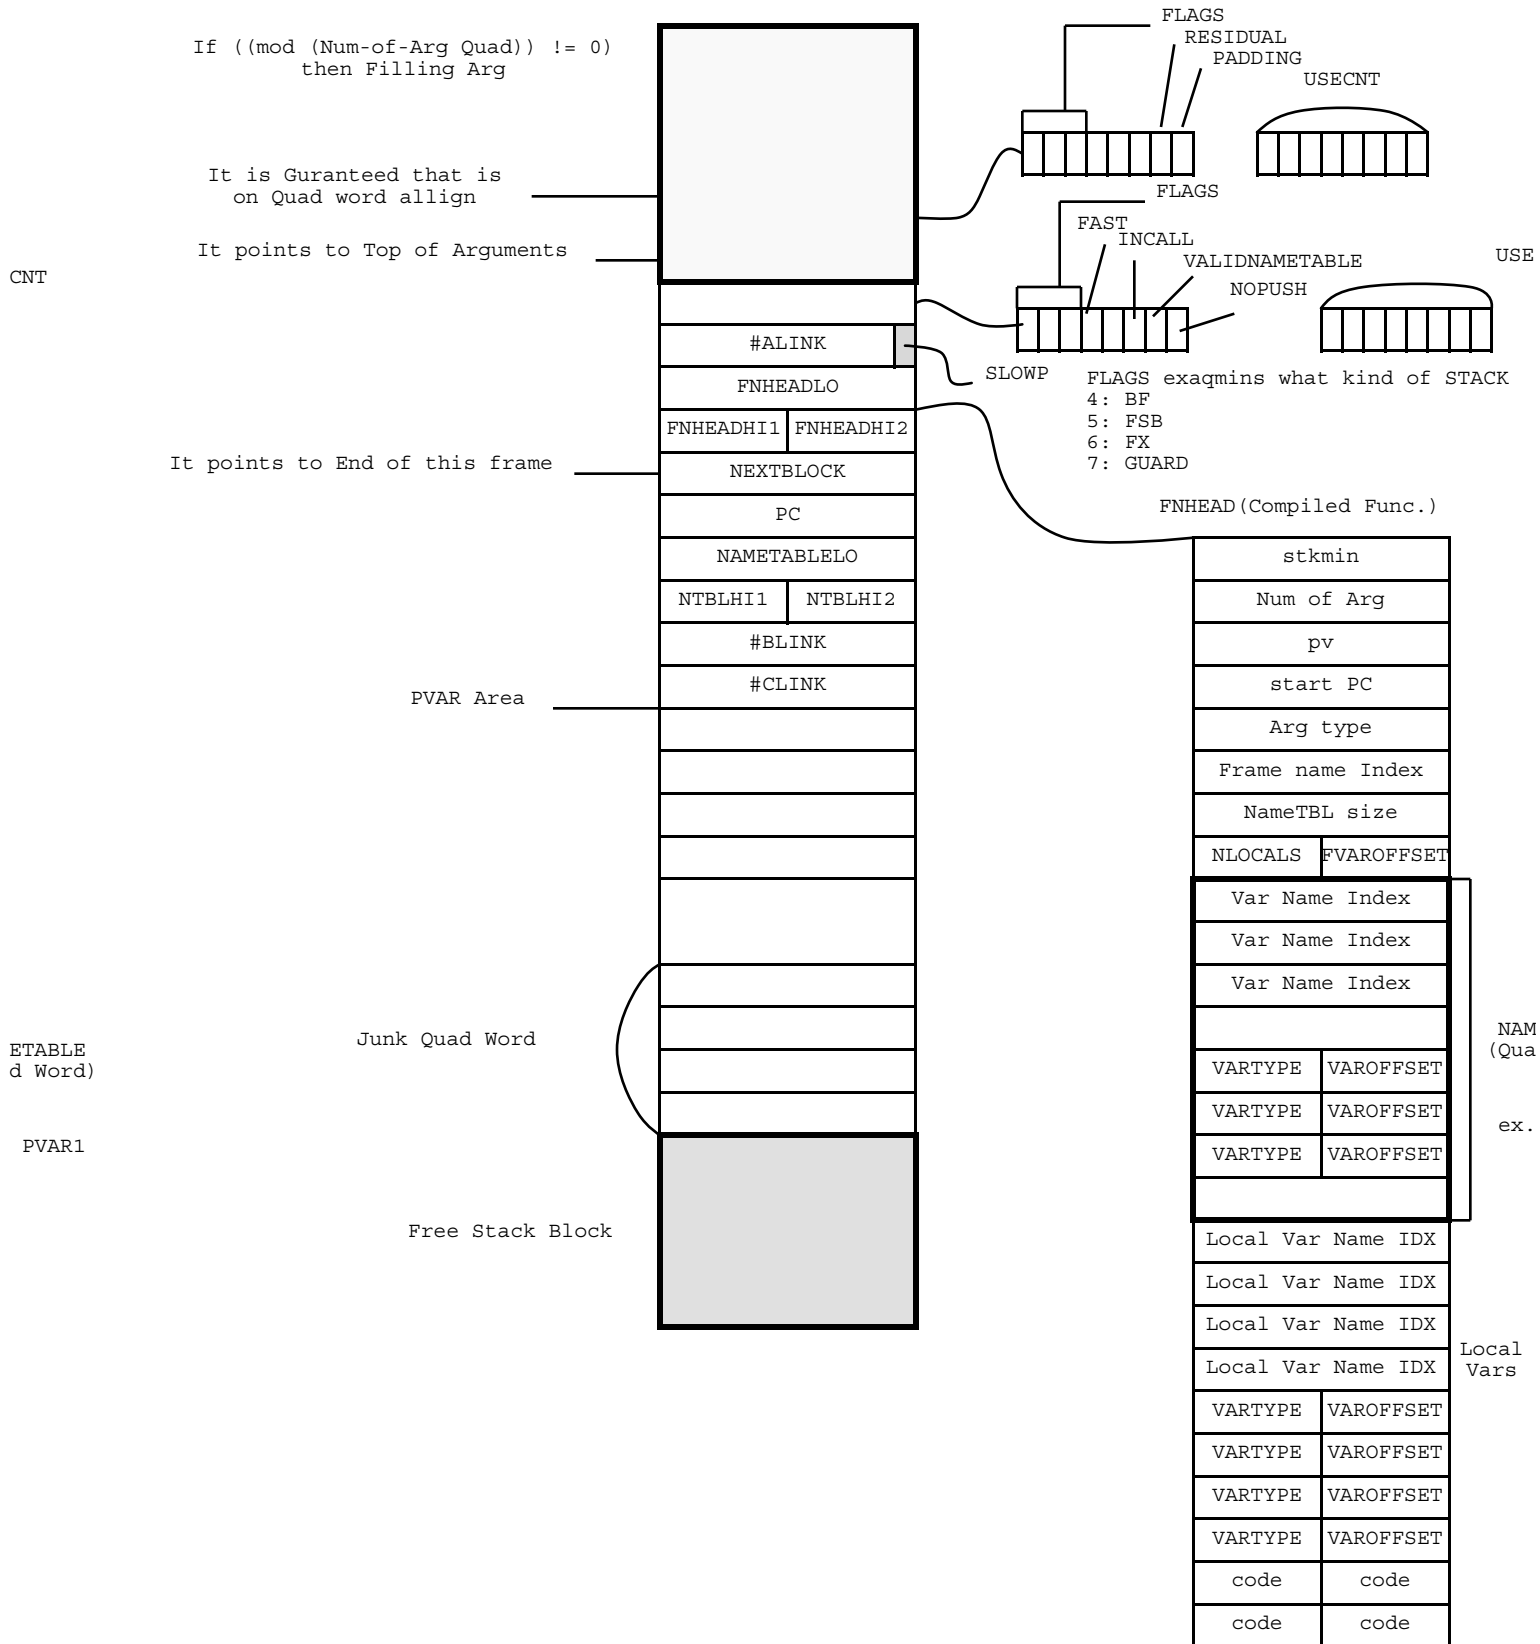 If ((mod (Num-of-Arg Quad)) != 0)
then Filling Arg
FLAGS
RESIDUAL
PADDING
USECNT
It is Guranteed that is
on Quad word allign
FLAGS
FAST
INCALL
VALIDNAMETABLE
NOPUSH
USE
It points to Top of Arguments
CNT
#ALINK
SLOWP
FNHEADLO
FLAGS exaqmins what kind of STACK
4: BF
5: FSB
6: FX
7: GUARD
FNHEADHI1 FNHEADHI2
It points to End of this frame
NEXTBLOCK
PC
FNHEAD(Compiled Func.)
NAMETABLELO
NTBLHI1 NTBLHI2
#BLINK
#CLINK
PVAR Area
stkmin
Num of Arg
pv
start PC
Arg type
Frame name Index
NameTBL size
NLOCALS FVAROFFSET
Var Name Index
Var Name Index
Var Name Index
NAM
(Qua
VARTYPE VAROFFSET
VARTYPE VAROFFSET
ex.
VARTYPE VAROFFSET
Junk Quad Word
ETABLE
d Word)
PVAR1
Free Stack Block
Local Var Name IDX
Local Var Name IDX
Local Var Name IDX
Local Var Name IDX
Local
Vars
VARTYPE VAROFFSET
VARTYPE VAROFFSET
VARTYPE VAROFFSET
VARTYPE VAROFFSET
code code
code code